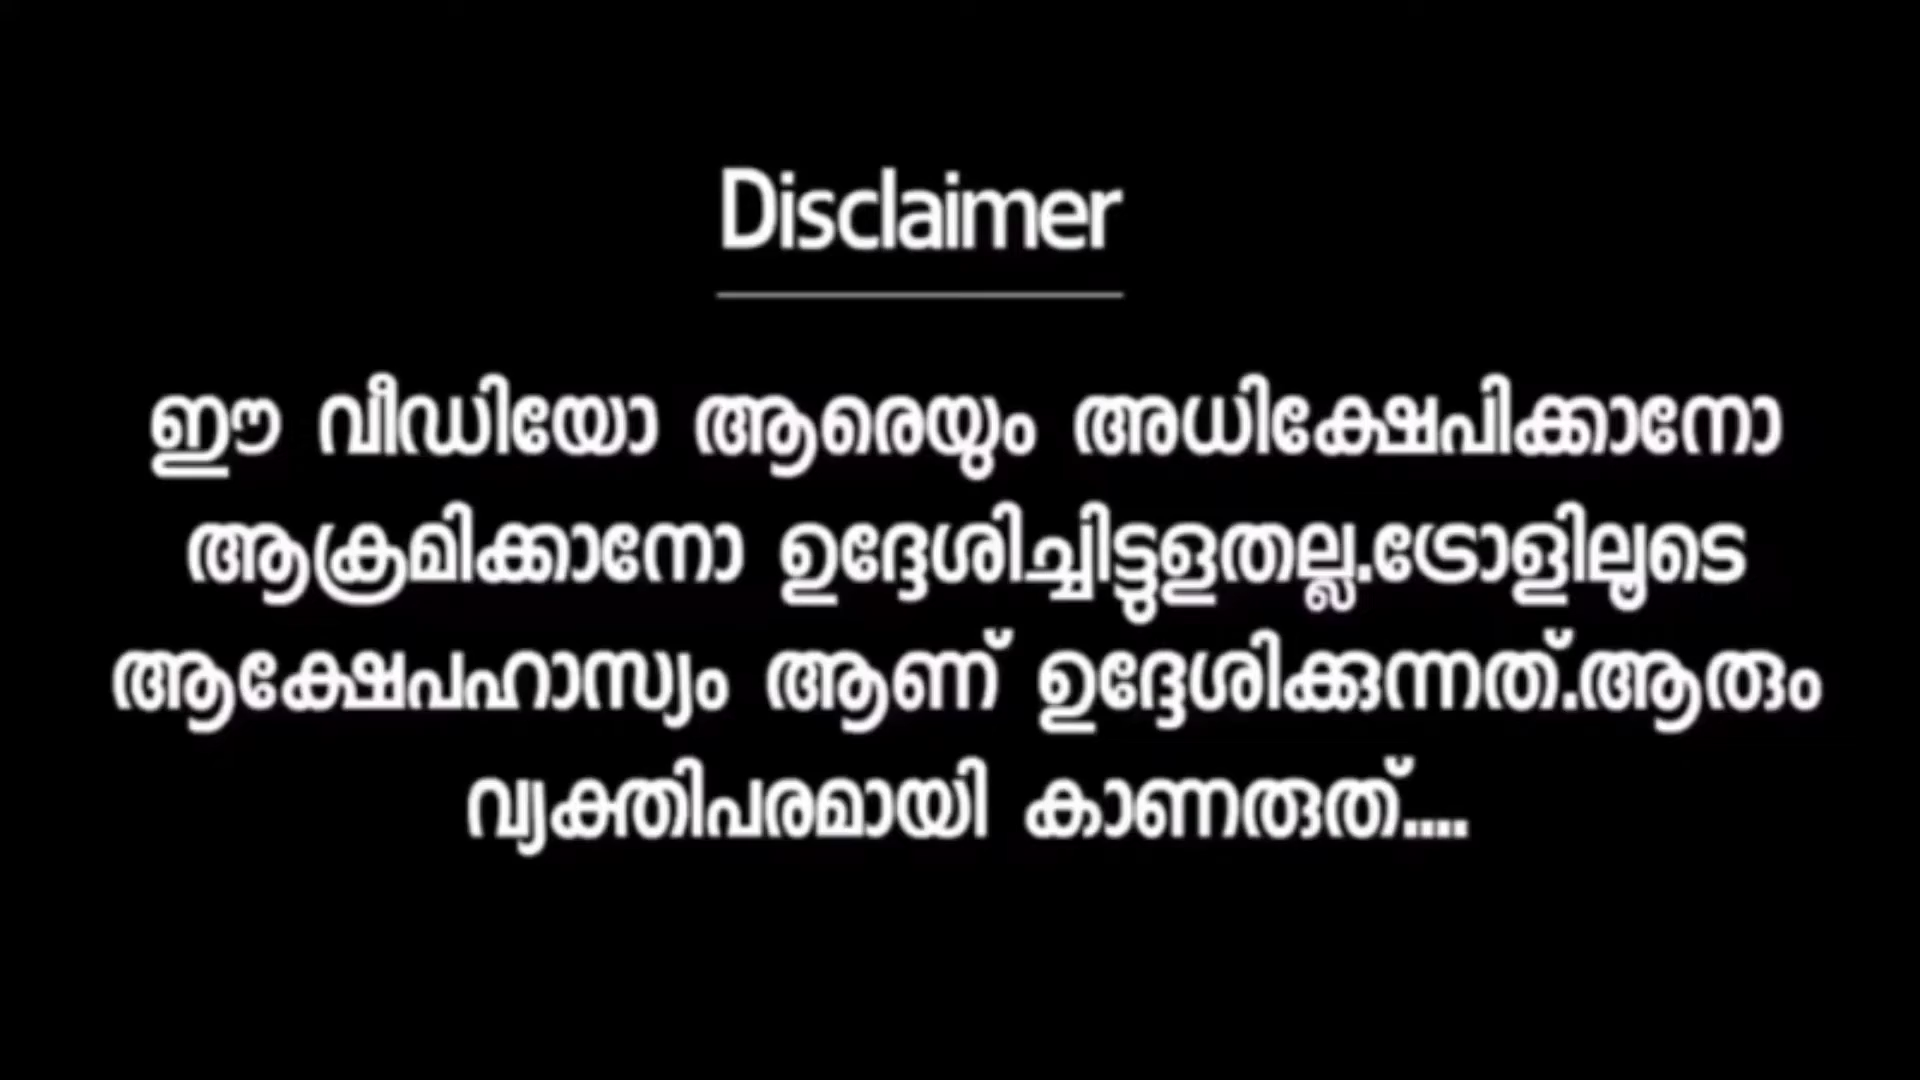 Disclaimer
ഈ വീഡിയോ ആരെയും അധിക്ഷേപിക്കാനോ
ആക്രമിക്കാനോ ഉദ്ദേശിച്ചിട്ടുളതല്ല.ട്രോളിലൂടെ
ആക്ഷേപഹാസ്യം ആണ് ഉദ്ദേശിക്കുന്നത്.ആരും
വ്യക്തിപരമായി കാണരുത്....